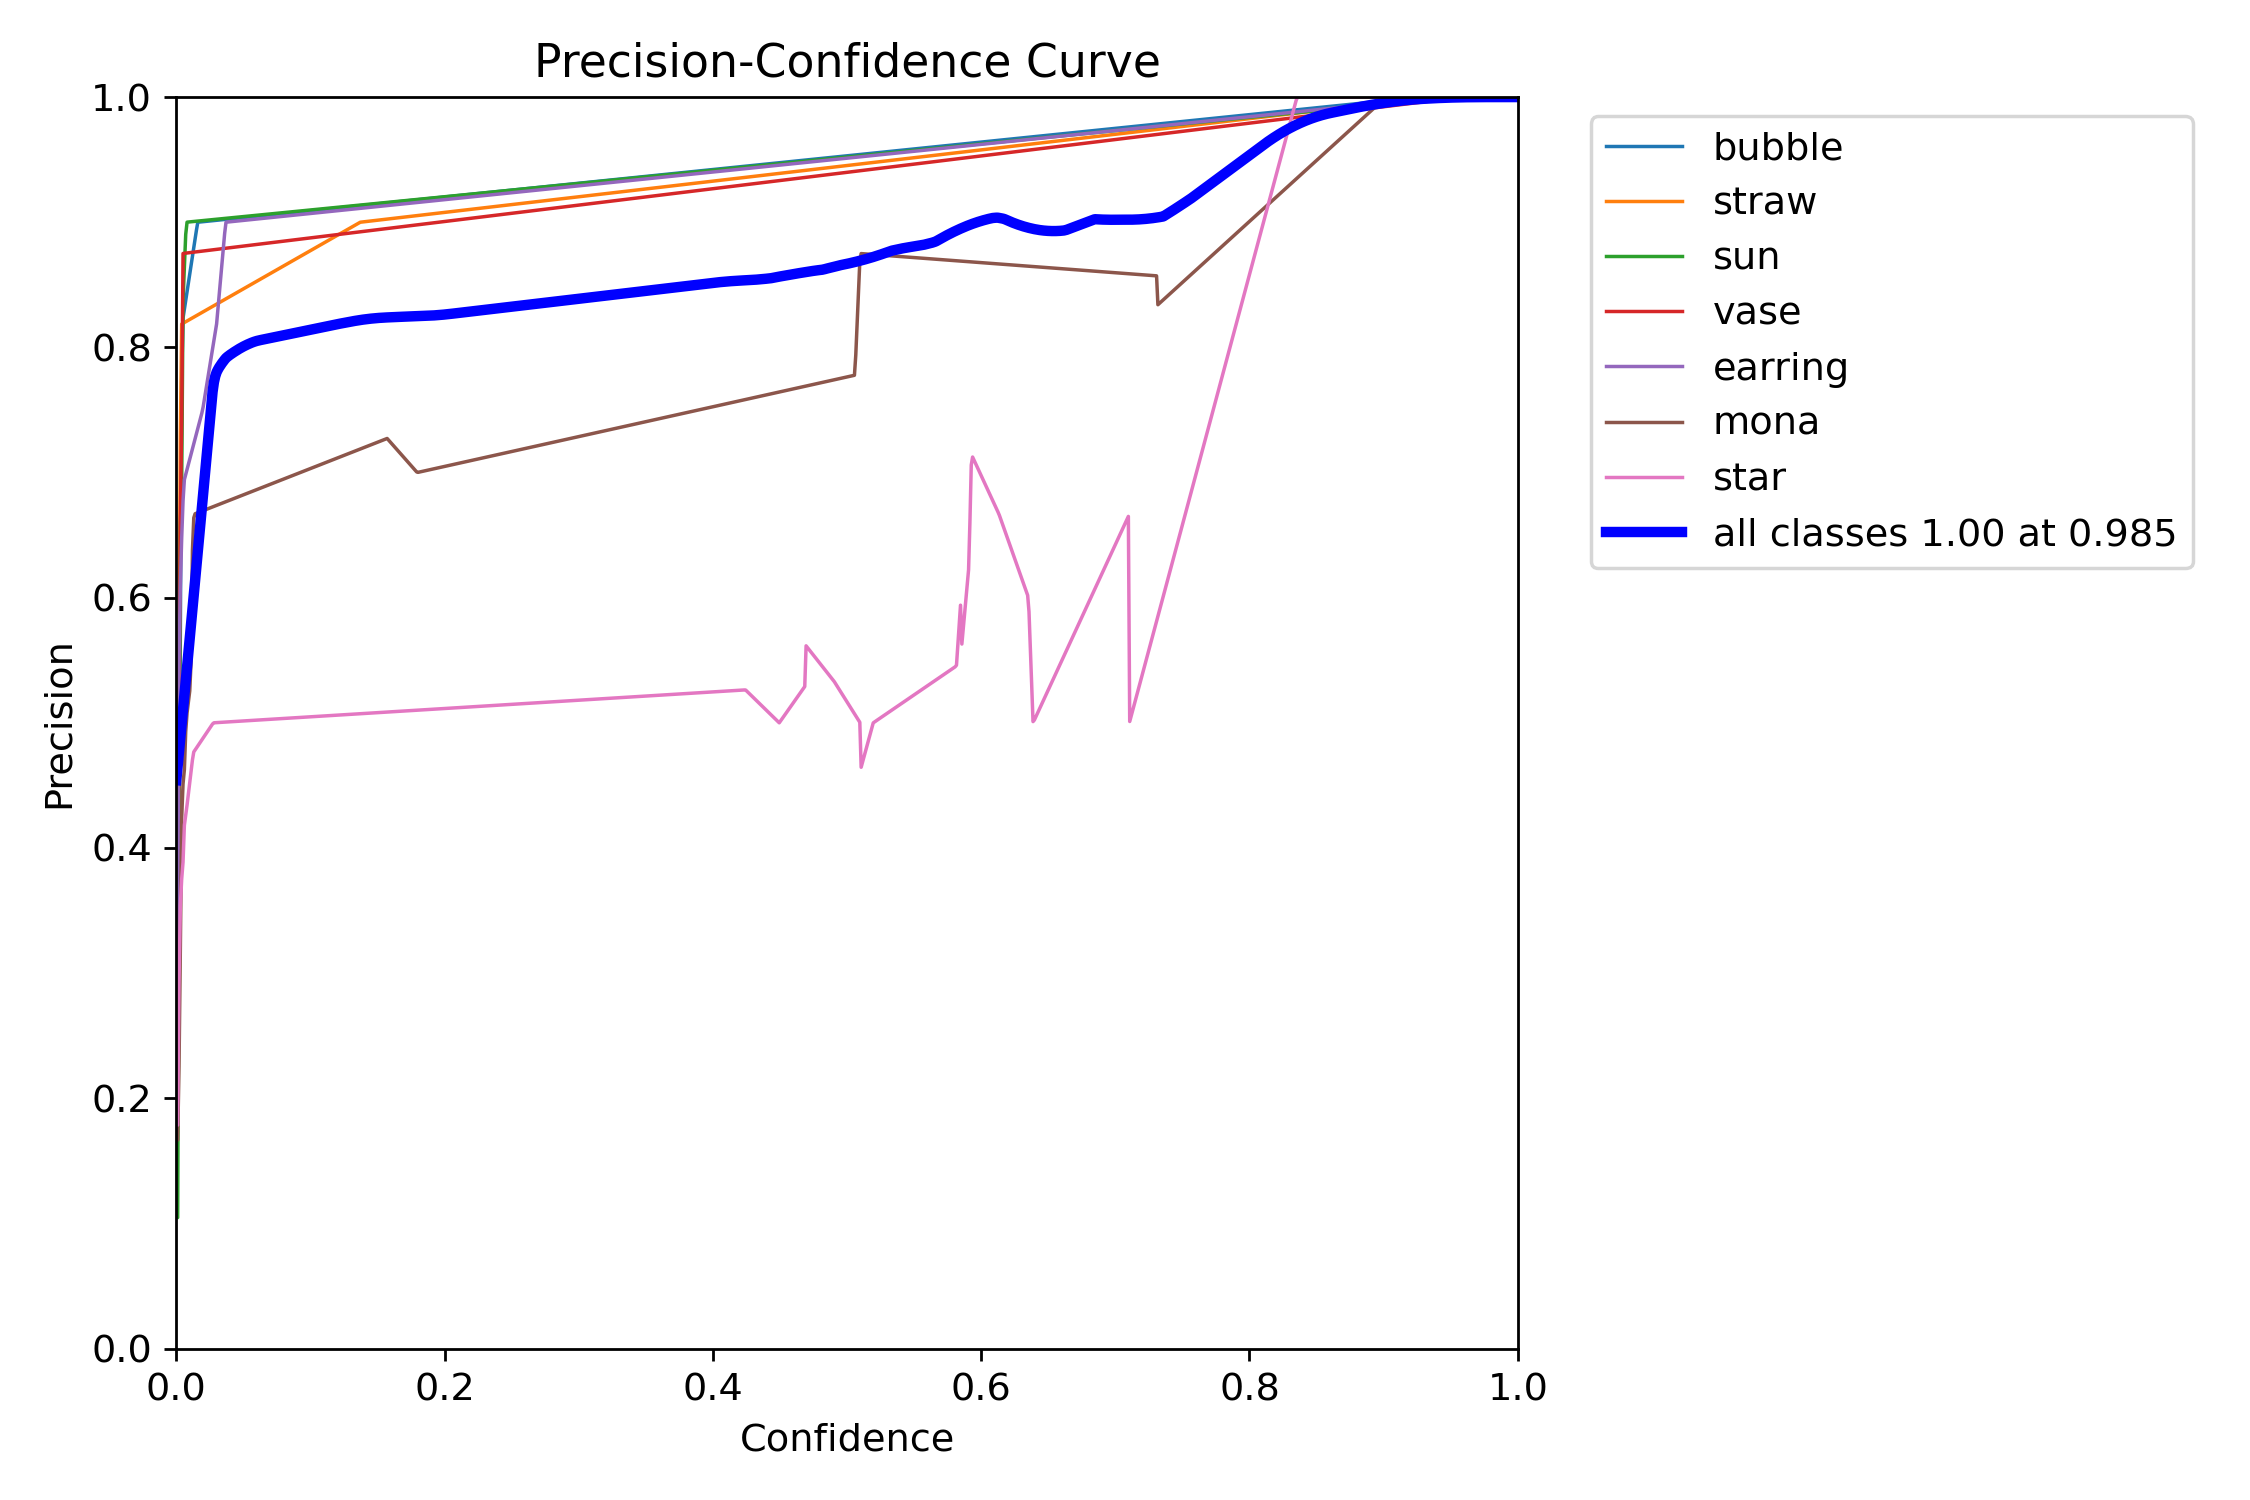 Precision-Confidence Curve
1.0
0.8
0.6
0.4
0.2
0.0
Precision
0.0 0.2 0.4 0.6 0.8 1.0
Confidence
bubble
straw
sun
vase
earring
mona
star
all classes 1.00 at 0.985